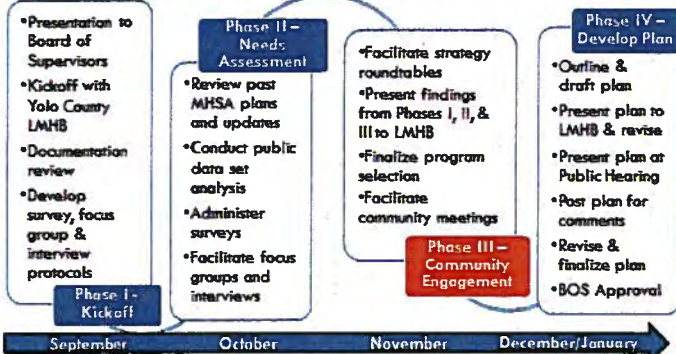 •Presentation to
Board of
Supervisors
•Kickoff with
Yolo County
LMHB
•Documentation
review
•Develop
survey, focus
group &
interview
protocols
Phase I -
Kickoff
Phase II –
Needs
Assessment
•Review past
MHSA plans
and updates
•Conduct public
data set
analysis
•Administer
surveys
•Facilitate focus
groups and
interviews
•Facilitate strategy
roundtables
•Present findings
from Phases I, II, &
III to LMHB
•Finalize program
selection
•Facilitate
community meetings
Phase III –
Community
Engagement
Phase IV –
Develop Plan
•Outline &
draft plan
•Present plan to
LMHB & revise
•Present plan at
Public Hearing
•Post plan for
comments
•Revise &
finalize plan
•BOS Approval
September
October
November
December/January